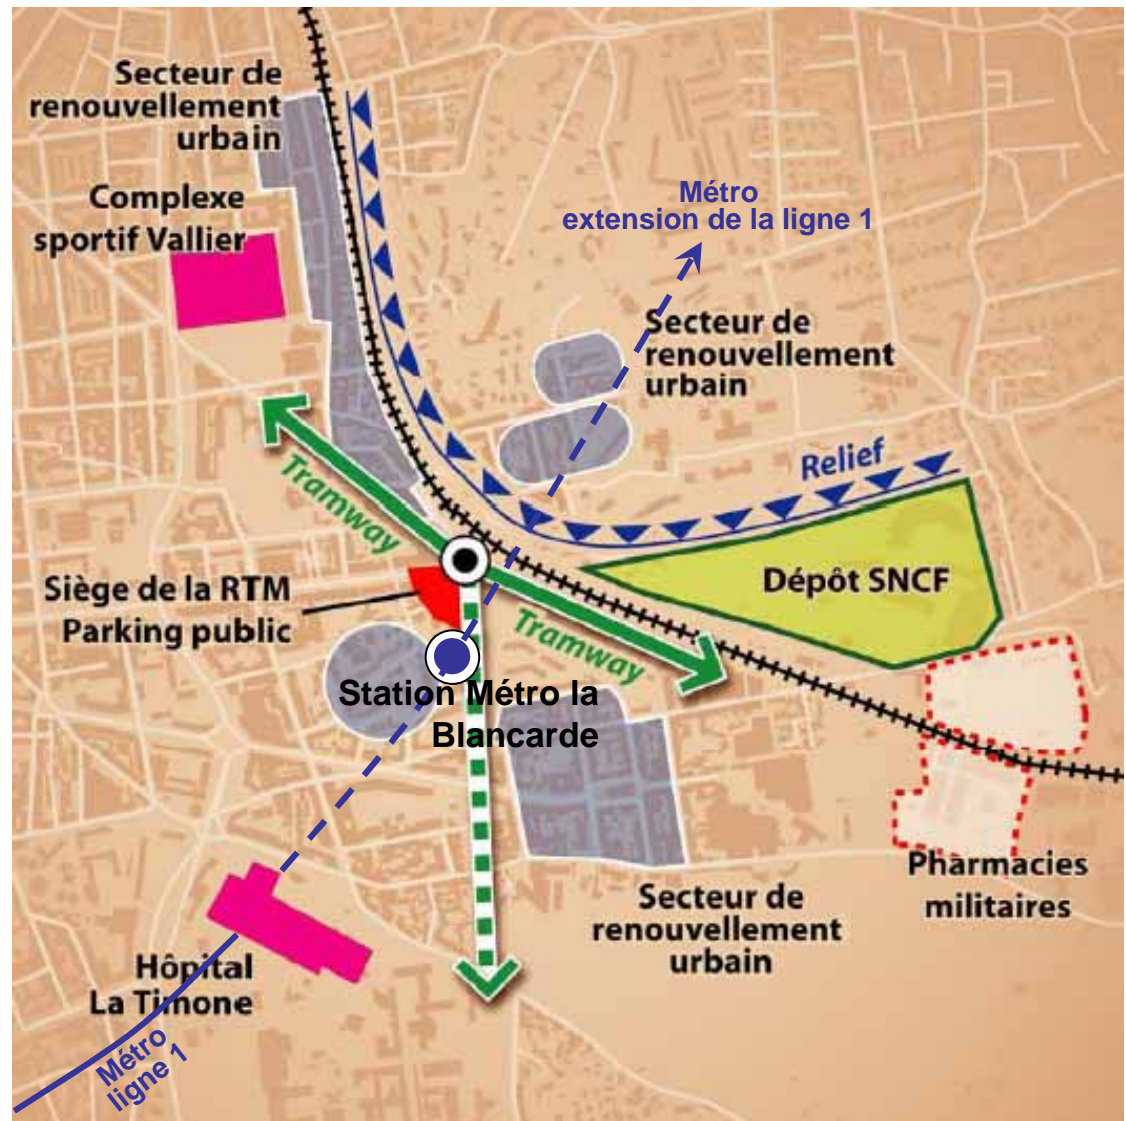 Secteur de
renouvellement
urbain
Complexe
sportif Vallier
Métro
extension de la ligne 1
Secteur de
renouvellement
urbain
Relief
Tramway
Dépôt SNCF
Siège de la RTM
Parking public
Tramway
Station Métro la
Blancarde
Pharmacies
militaires
Secteur de
renouvellement
urbain
Hôpital
La Timone
Métro
ligne 1